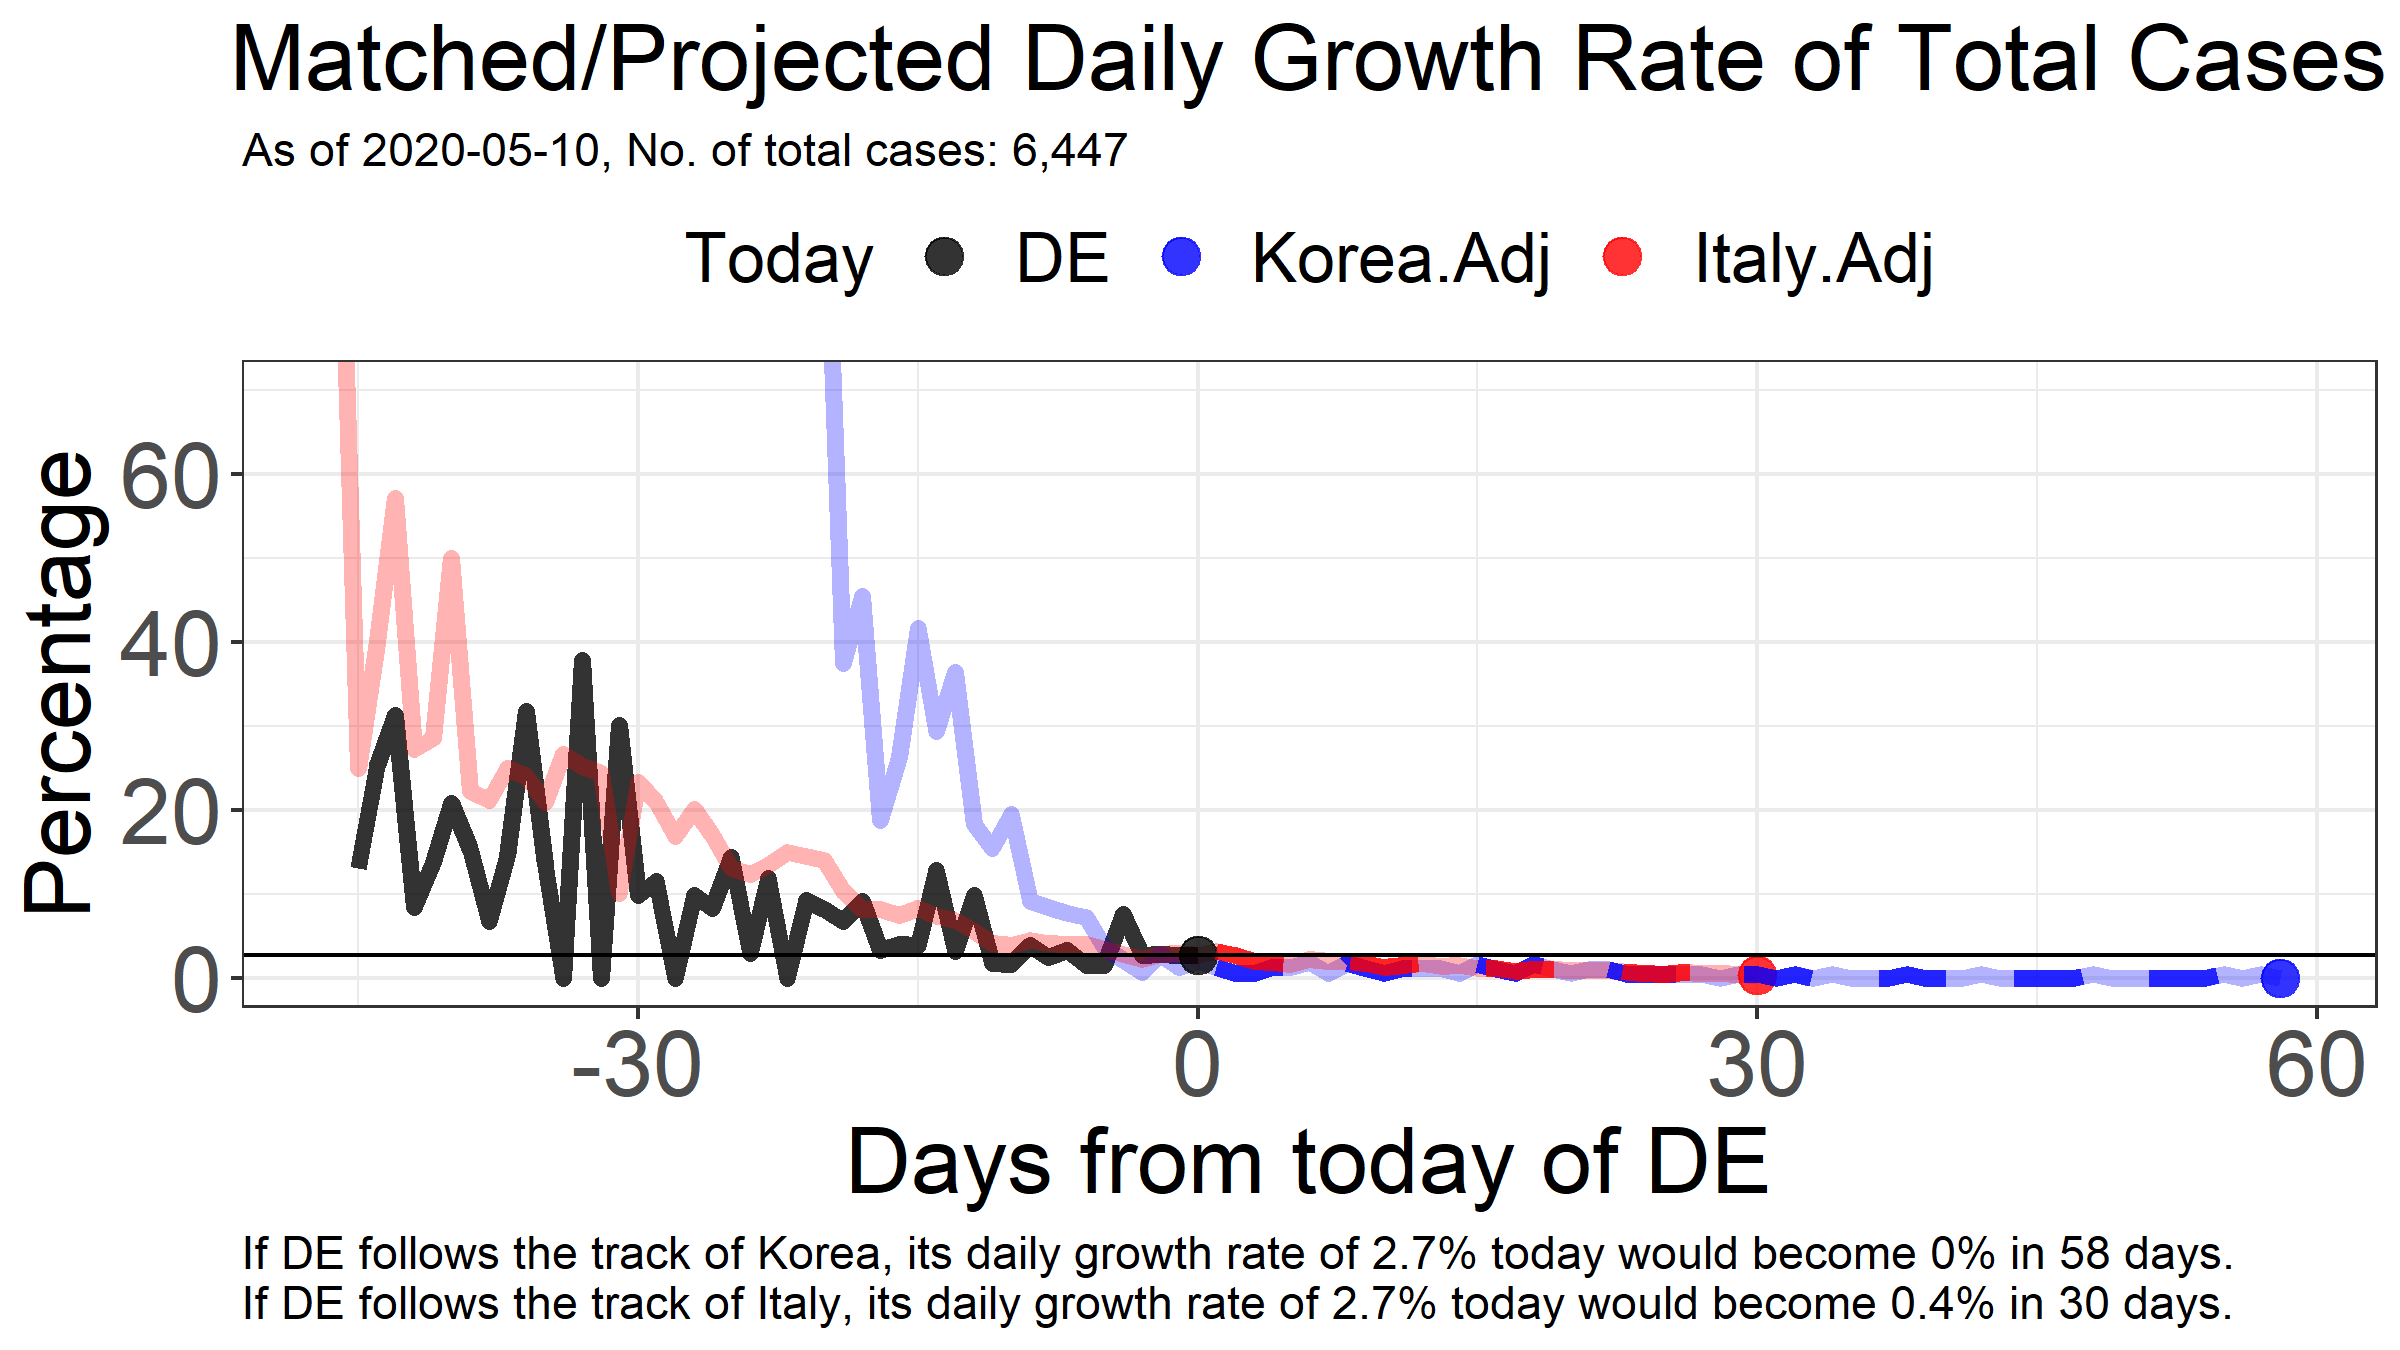 Matched/Projected Daily Growth Rate of Total Cases
As of 2020-05-10, No. of total cases: 6,447
Today DE Korea.Adj Italy.Adj
Percentage
60
40
20
0
-30 0 30 60
Days from today of DE
If DE follows the track of Korea, its daily growth rate of 2.7% today would become 0% in 58 days.
If DE follows the track of Italy, its daily growth rate of 2.7% today would become 0.4% in 30 days.